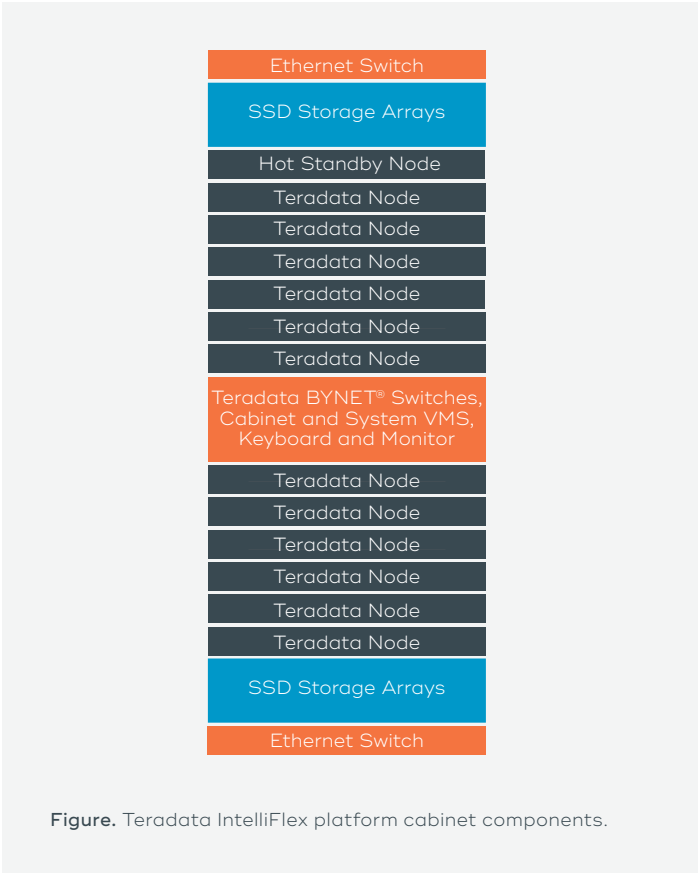 Ethernet Switch
SSD Storage Arrays
Hot Standby Node
Teradata Node
Teradata Node
Teradata Node
Teradata Node
Teradata Node
Teradata Node
Teradata BYNET® Switches,
Cabinet and System VMS,
Keyboard and Monitor
Teradata Node
Teradata Node
Teradata Node
Teradata Node
Teradata Node
Teradata Node
SSD Storage Arrays
Ethernet Switch
Figure. Teradata IntelliFlex platform cabinet components.